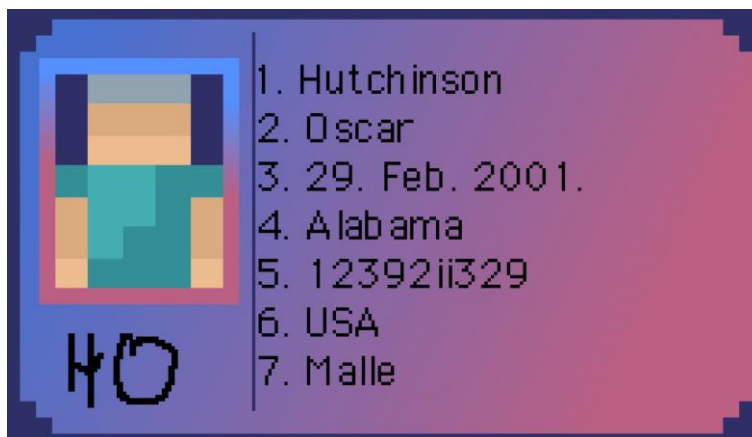 1. Hutchinson
2. Oscar
3. 29. Feb. 2001.
4. Alabama
5. 12392ii329
6. USA
7. Malle
HO